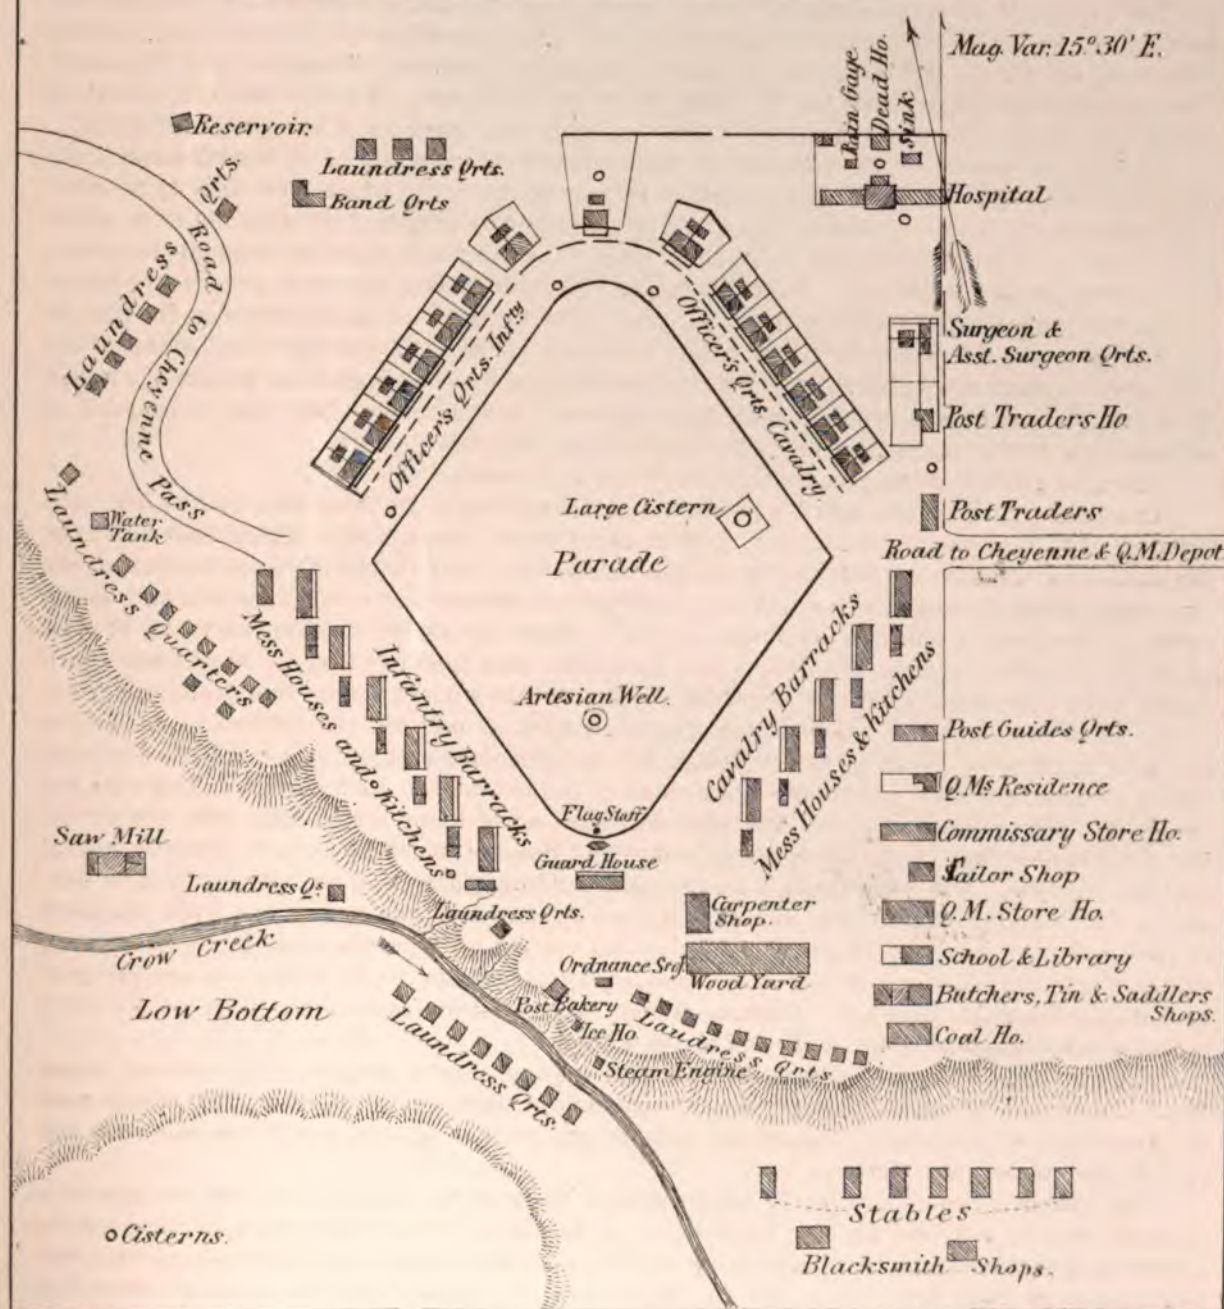 Mag. Var. 15° 30' E.
Rain Gage
Dead Ho.
Sink
Reservoir.
Laundress Qrts.
Band Qrts
Hospital
Laundress Qrts.
Road to Cheyenne Pass
Officer's Qrts. Inf'ty
Officer's Qrts. Cavalry
Surgeon &
Asst. Surgeon Qrts.
Post Traders Ho
Large Cistern
Post Traders
Parade
Road to Cheyenne & Q.M. Depot
Water
Tank
Laundress Quarters
Mess Houses and Kitchens
Infantry Barracks
Cavalry Barracks
Mess Houses & Kitchens
Artesian Well.
Post Guides Qrts.
Q.Ms Residence
Flag Staff
Commissary Store Ho.
Saw Mill
Guard House
Tailor Shop
Laundress Qs.
Laundress Qrts.
Carpenter
Shop.
Q.M. Store Ho.
Crow Creek
School & Library
Ordnance
Wood Yard
Low Bottom
Post Bakery
Butchers, Tin & Saddlers
Shops.
Ice Ho
Laudress Qrts
Coal Ho.
Laundress Qrts.
Steam Engine
Stables
Cisterns.
Blacksmith Shops.